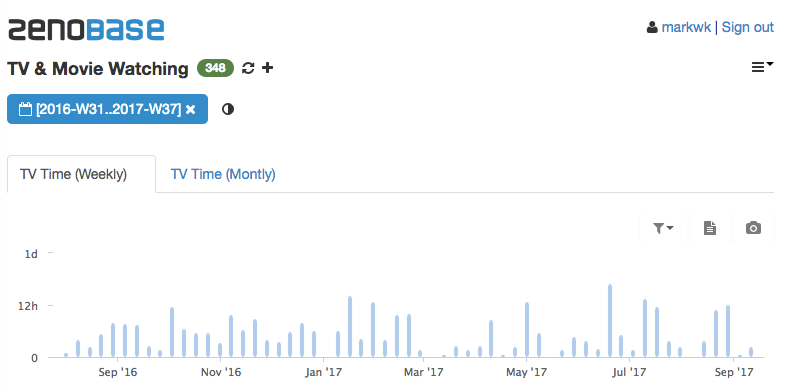 zenobase
markwk | Sign out
TV & Movie Watching 348
[2016-W31..2017-W37] ×
TV Time (Weekly) TV Time (Montly)
1d
12h
0
Sep '16 Nov '16 Jan '17 Mar '17 May '17 Jul '17 Sep '17